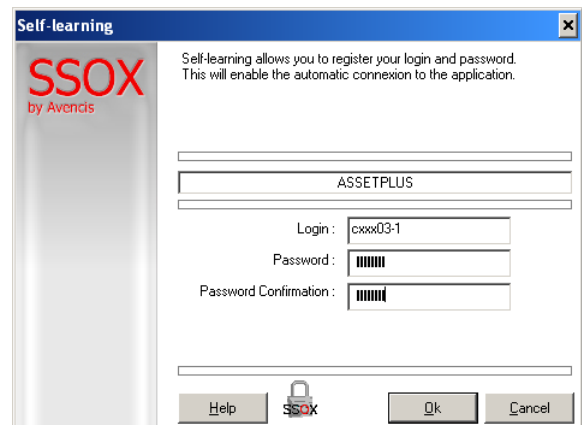 Self-learning
SSOX
by Avencis
Self-learning allows you to register your login and password.
This will enable the automatic connexion to the application.
ASSETPLUS
Login : cxxx03-1
Password :
Password Confirmation :
Help
SSOX
Ok
Cancel